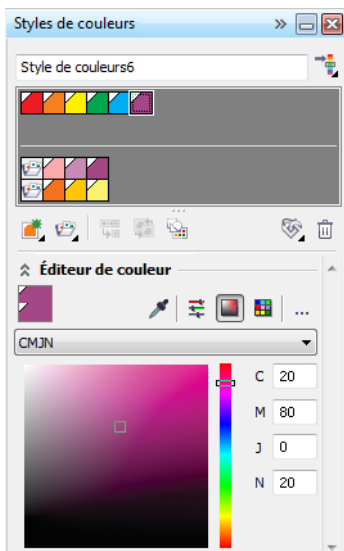 Styles de couleurs
Style de couleurs6
Éditeur de couleur
CMJN
C 20
M 80
J 0
N 20